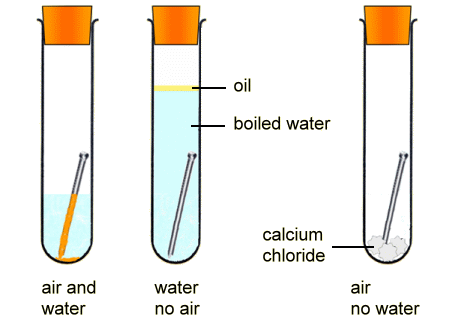 oil
boiled water
calcium
chloride
air and
water
water
no air
air
no water